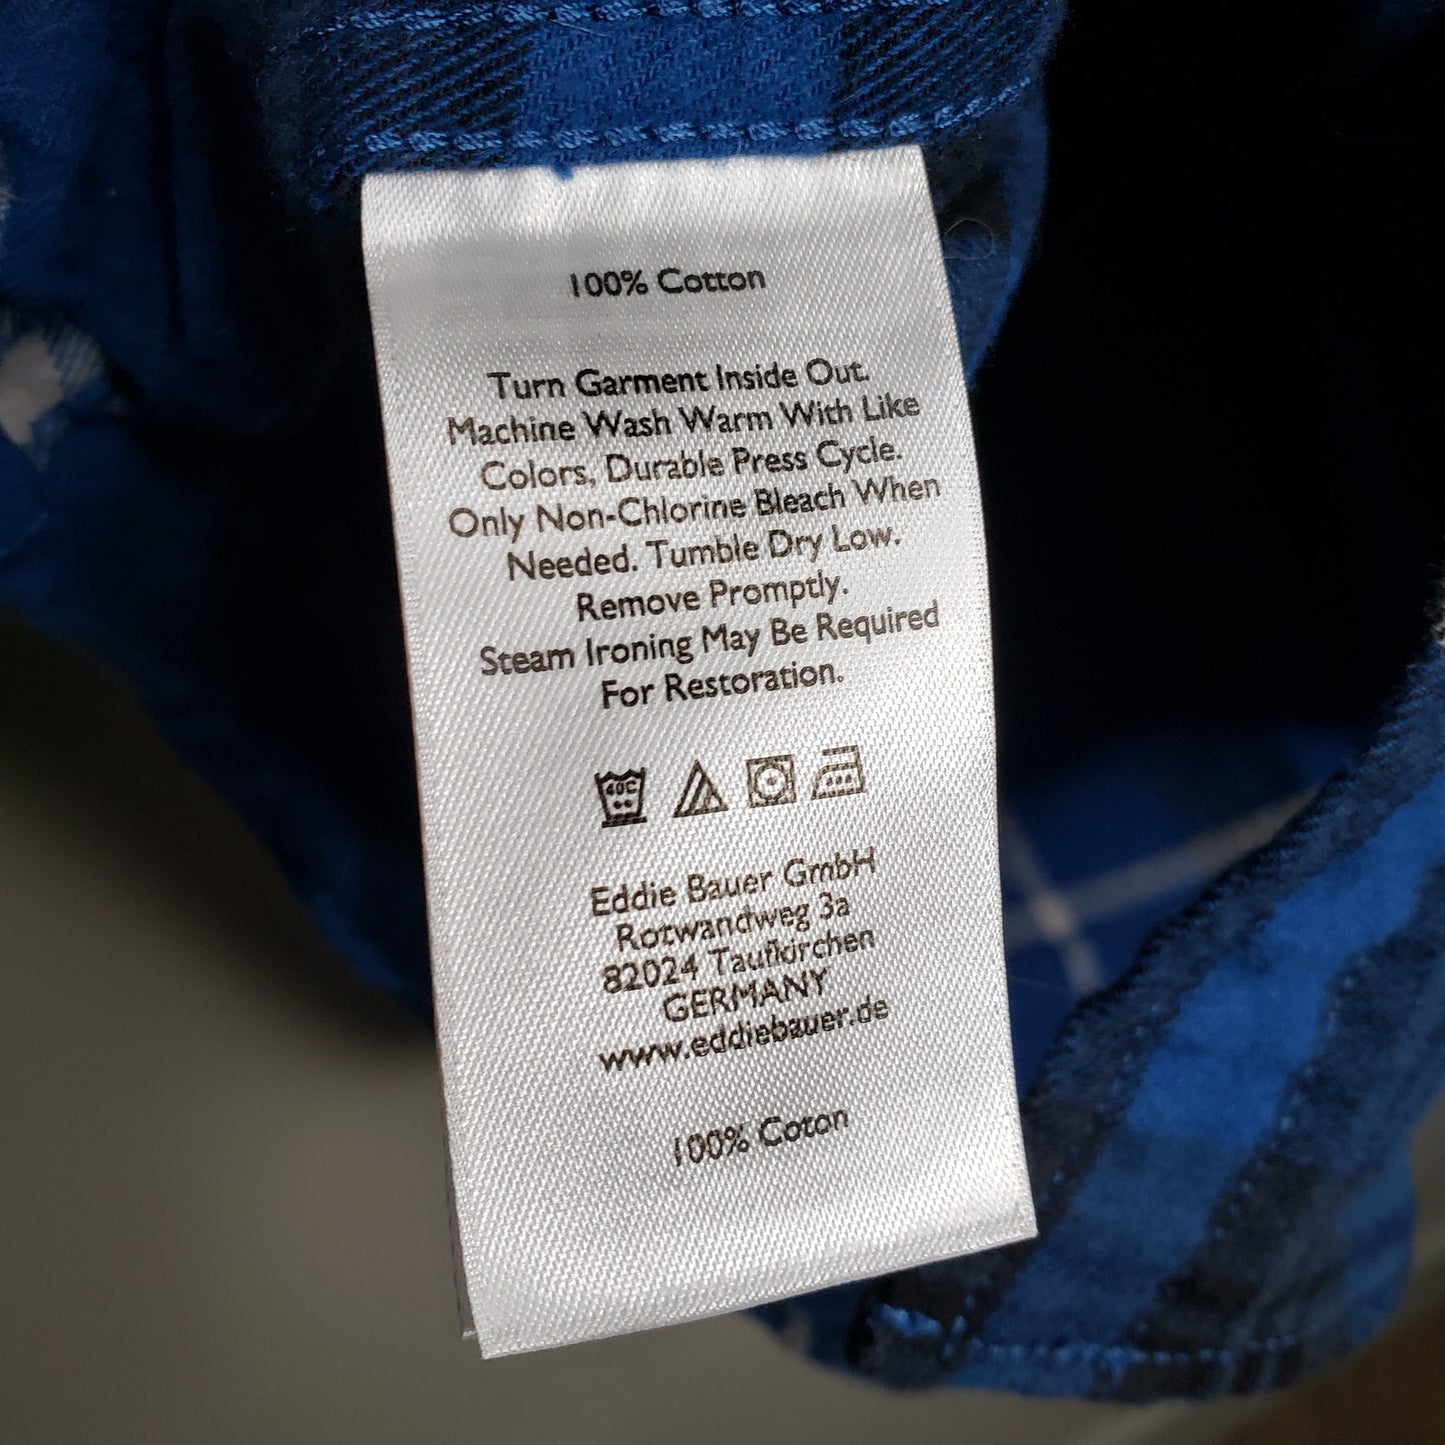 100% Cotton
Turn Garment Inside Out.
Machine Wash Warm With Like
Colors, Durable Press Cycle.
Only Non-Chlorine Bleach When
Needed. Tumble Dry Low.
Remove Promptly.
Steam Ironing May Be Required
For Restoration.
40C
Eddie Bauer GmbH
Rotwandweg 3a
82024 Taufkirchen
GERMANY
www.eddiebauer.de
100% Coton